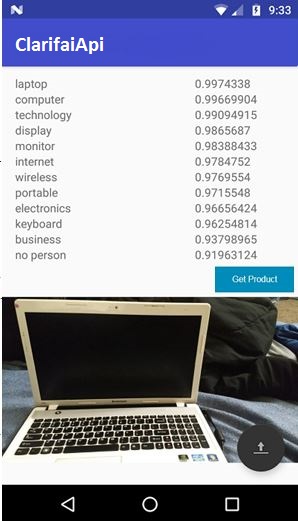 9:33
ClarifaiApi
laptop 0.9974338
computer 0.99669904
technology 0.99094915
display 0.9865687
monitor 0.98388433
internet 0.9784752
wireless 0.9769554
portable 0.9715548
electronics 0.96656424
keyboard 0.96254814
business 0.93798965
no person 0.91963124
Get Product